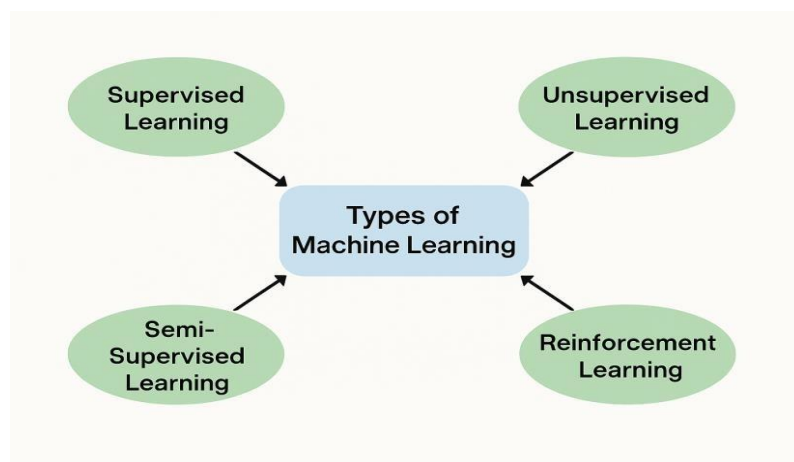 Supervised
Learning
Unsupervised
Learning
Types of
Machine Learning
Semi-
Supervised
Learning
Reinforcement
Learning